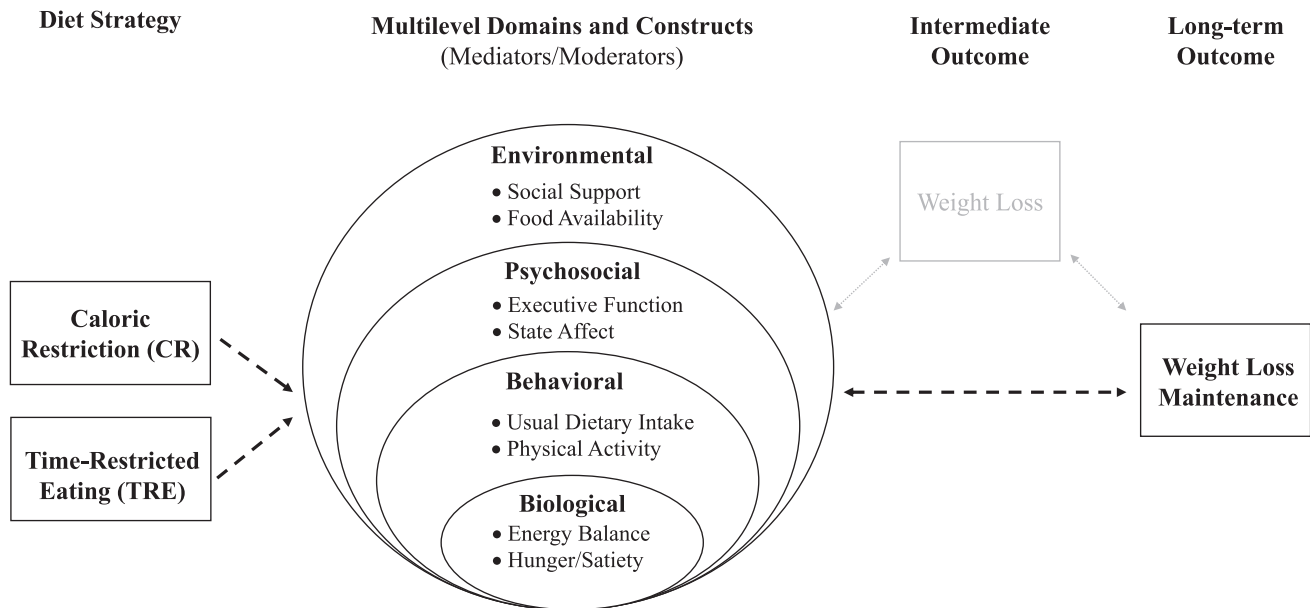 Diet Strategy
Multilevel Domains and Constructs
(Mediators/Moderators)
Intermediate
Outcome
Long-term
Outcome
Environmental
• Social Support
• Food Availability
Weight Loss
Psychosocial
• Executive Function
• State Affect
Caloric
Restriction (CR)
Behavioral
• Usual Dietary Intake
• Physical Activity
Weight Loss
Maintenance
Time-Restricted
Eating (TRE)
Biological
• Energy Balance
• Hunger/Satiety